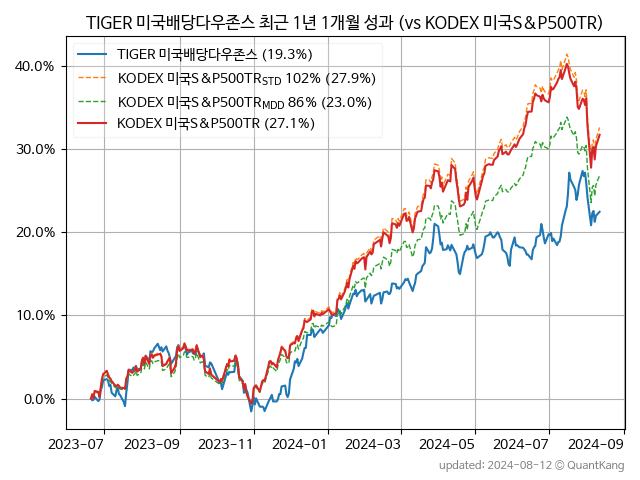 TIGER 미국배당다우존스 최근 1년 1개월 성과 (vs KODEX 미국S&P500TR)
TIGER 미국배당다우존스 (19.3%)
KODEX 미국S&P500TR_STD 102% (27.9%)
KODEX 미국S&P500TR_MDD 86% (23.0%)
KODEX 미국S&P500TR (27.1%)
40.0%
30.0%
20.0%
10.0%
0.0%
2023-07 2023-09 2023-11 2024-01 2024-03 2024-05 2024-07 2024-09
updated: 2024-08-12 © QuantKang